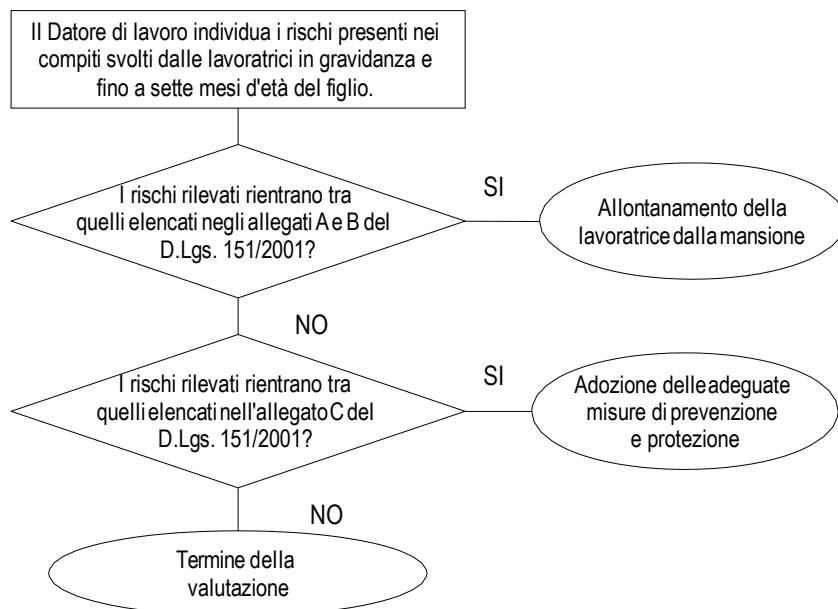 Il Datore di lavoro individua i rischi presenti nei
compiti svolti dalle lavoratrici in gravidanza e
fino a sette mesi d'età del figlio.
I rischi rilevati rientrano tra
quelli elencati negli allegati A e B del
D.Lgs. 151/2001?
SI
Allontanamento della
lavoratrice dalla mansione
NO
I rischi rilevati rientrano tra
quelli elencati nell'allegato C del
D.Lgs. 151/2001?
SI
Adozione delle adeguate
misure di prevenzione
e protezione
NO
Termine della
valutazione